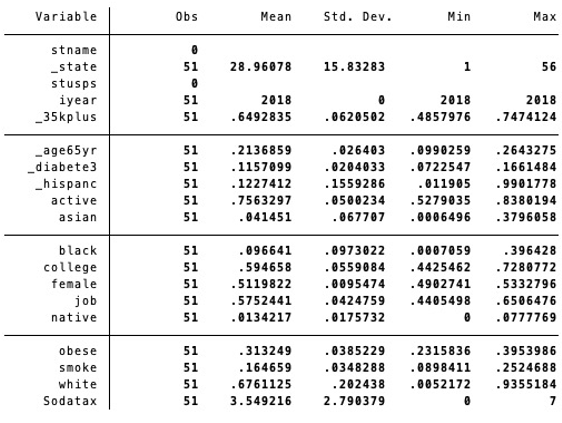 Variable Obs Mean Std. Dev. Min Max
stname 0
_state 51 28.96078 15.83283 1 56
stusps 0
iyear 51 2018 0 2018 2018
_35kplus 51 .6492835 .0620502 .4857976 .7474124
_age65yr 51 .2136859 .026403 .0990259 .2643275
_diabete3 51 .1157099 .0204033 .0722547 .1661484
_hispanc 51 .1227412 .1559286 .011905 .9901778
active 51 .7563297 .0500234 .5279035 .8380194
asian 51 .041451 .067707 .0006496 .3796058
black 51 .096641 .0973022 .0007059 .396428
college 51 .594658 .0559084 .4425462 .7280772
female 51 .5119822 .0095474 .4902741 .5332796
job 51 .5752441 .0424759 .4405498 .6506476
native 51 .0134217 .0175732 0 .0777769
obese 51 .313249 .0385229 .2315836 .3953986
smoke 51 .164659 .0348288 .0898411 .2524688
white 51 .6761125 .202438 .0052172 .9355184
Sodatax 51 3.549216 2.790379 0 7